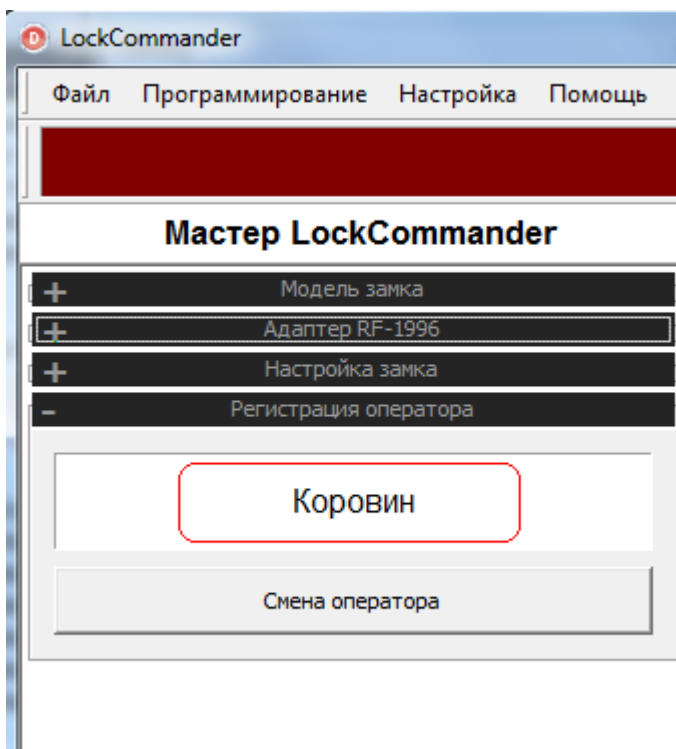 LockCommander
Файл Программирование Настройка Помощь
Мастер LockCommander
+ Модель замка
+ Адаптер RF-1996
+ Настройка замка
- Регистрация оператора
Коровин
Смена оператора